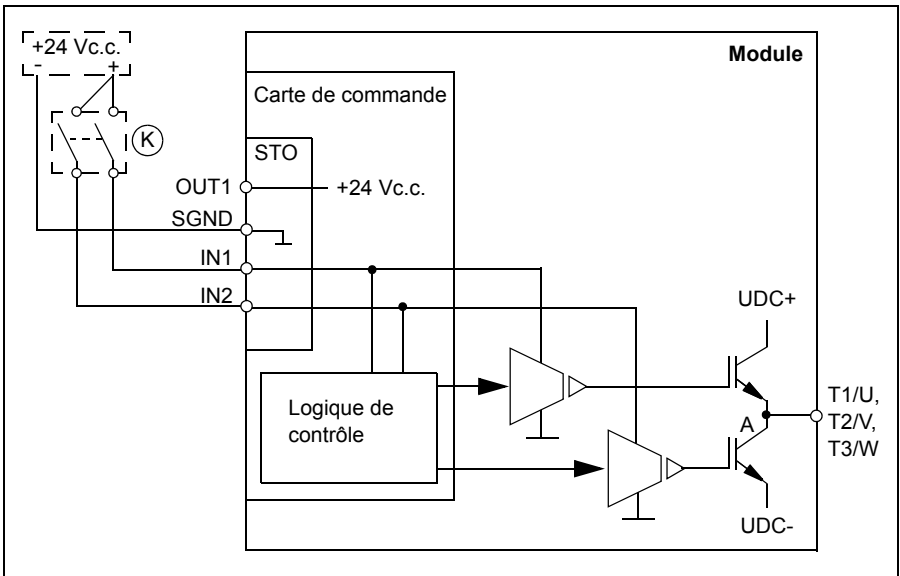 +24 Vc.c.
- +
K
Module
Carte de commande
STO
OUT1
+24 Vc.c.
SGND
IN1
IN2
UDC+
Logique de
contrôle
A
T1/U,
T2/V,
T3/W
UDC-